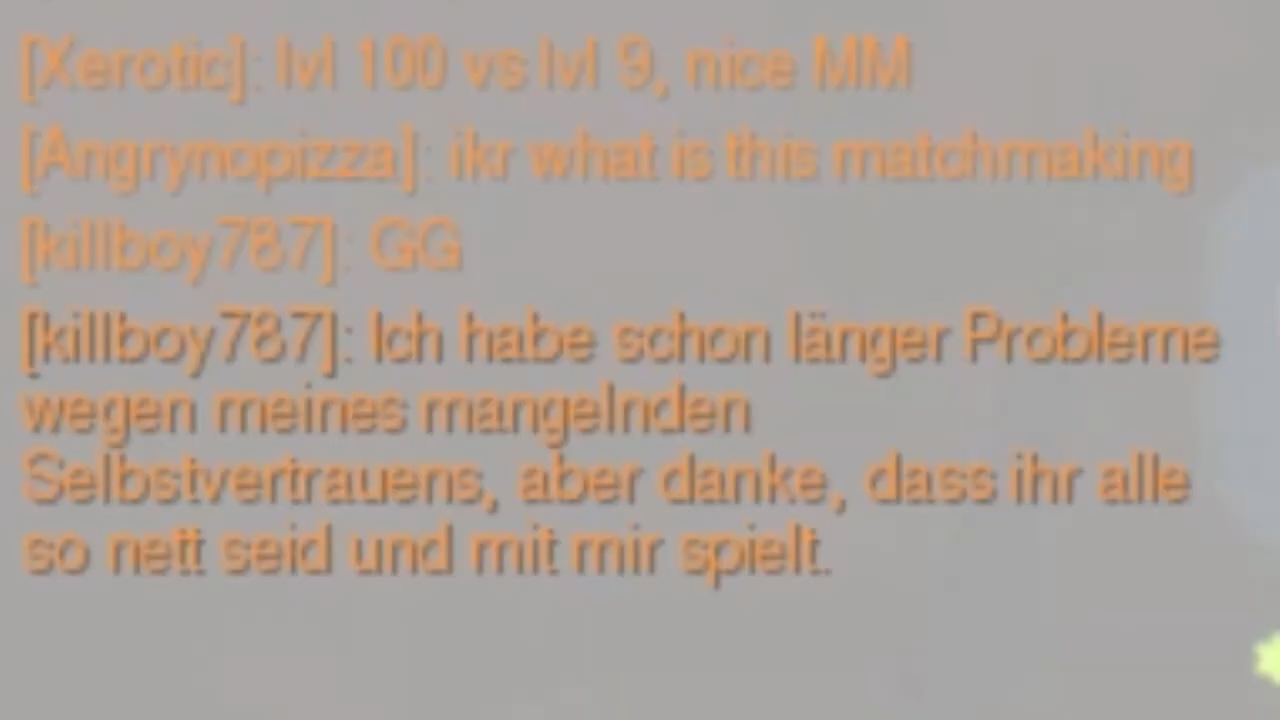 [Xerotic]: lvl 100 vs lvl 9, nice MM
[Angrynopizza]: ikr what is this matchmaking
[killboy787]: GG
[killboy787]: Ich habe schon länger Probleme
wegen meines mangelnden
Selbstvertrauens, aber danke, dass ihr alle
so nett seid und mit mir spielt.